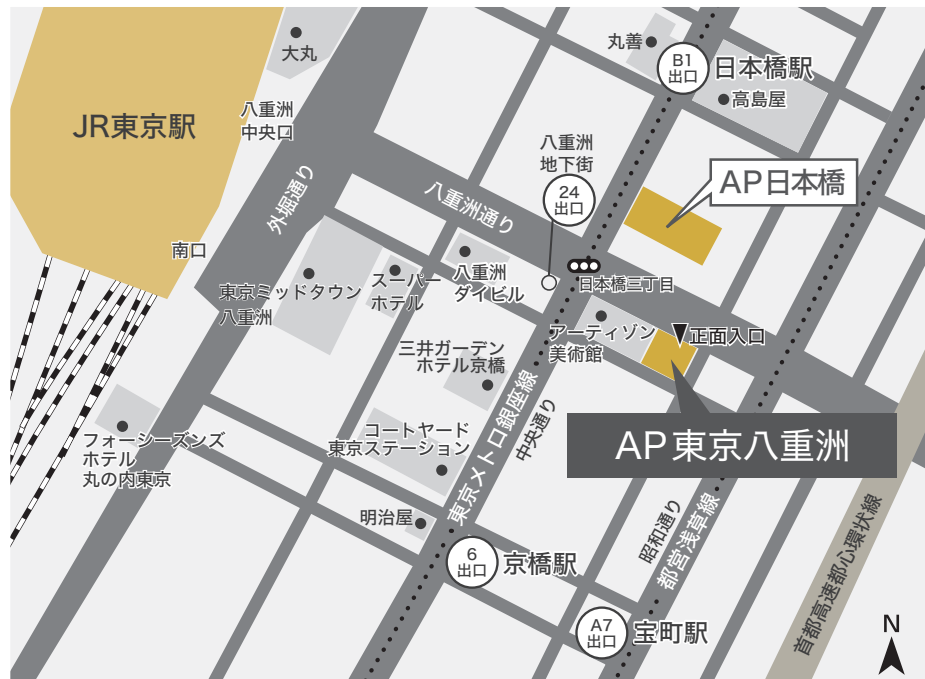 大丸
丸善
B1
出口
日本橋駅
高島屋
JR東京駅
八重洲
中央口
八重洲
地下街
24
出口
AP日本橋
外堀通り
八重洲通り
南口
東京ミッドタウン
八重洲
スーパー
ホテル
八重洲
ダイビル
日本橋三丁目
アーティゾン
美術館
正面入口
三井ガーデン
ホテル京橋
東京メトロ銀座線
中央通り
AP東京八重洲
コートヤード
東京ステーション
フォーシーズンズ
ホテル
丸の内東京
明治屋
昭和通り
都営浅草線
首都高速都心環状線
6
出口
京橋駅
A7
出口
宝町駅
N